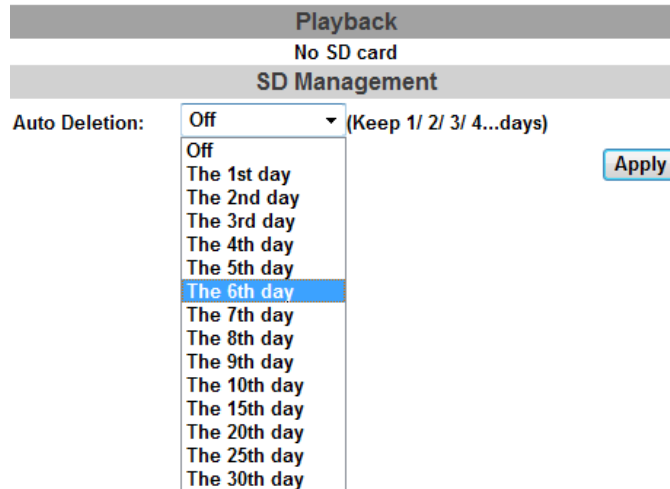 Playback
No SD card
SD Management
Auto Deletion: Off (Keep 1/ 2/ 3/ 4...days)
Off
Apply
The 1st day
The 2nd day
The 3rd day
The 4th day
The 5th day
The 6th day
The 7th day
The 8th day
The 9th day
The 10th day
The 15th day
The 20th day
The 25th day
The 30th day